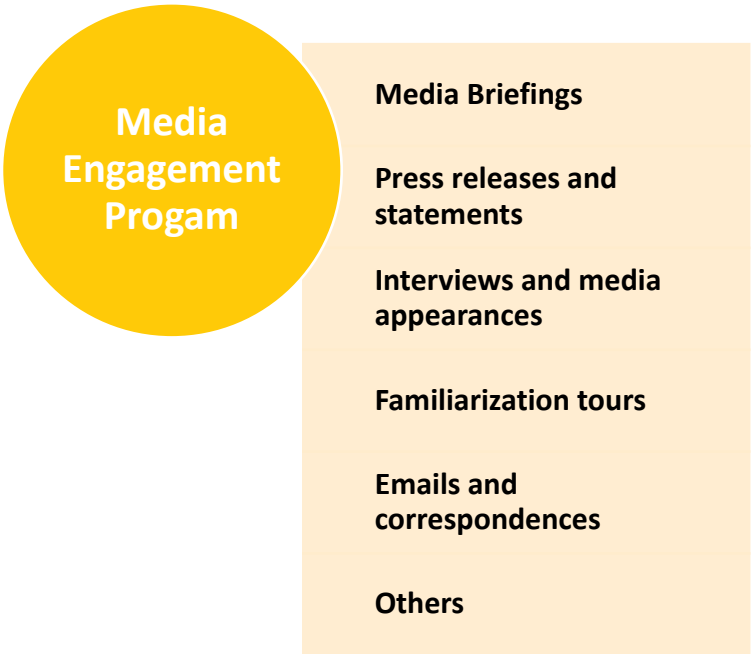 Media
Engagement
Progam
Media Briefings
Press releases and
statements
Interviews and media
appearances
Familiarization tours
Emails and
correspondences
Others